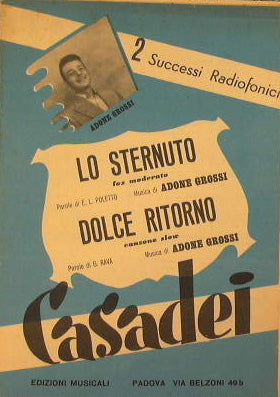 2 Successi Radiofonici
ADONE GROSSI
LO STERNUTO
fox moderato
Parole di E. L. POLETTO Musica di ADONE GROSSI
DOLCE RITORNO
canzone slow
Parole di G. RAVA Musica di ADONE GROSSI
Casadei
EDIZIONI MUSICALI PADOVA VIA BELZONI 49b